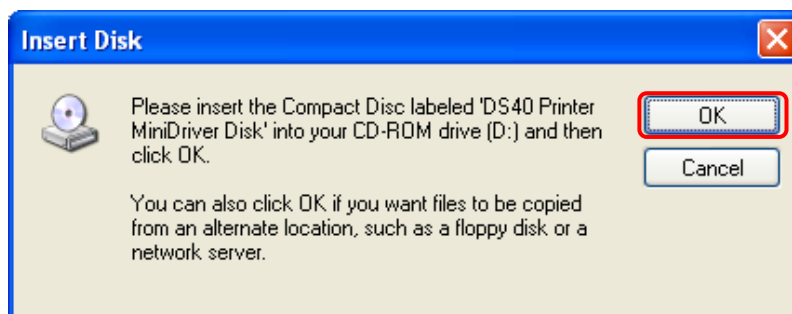 Insert Disk
Please insert the Compact Disc labeled 'DS40 Printer
MiniDriver Disk' into your CD-ROM drive (D:) and then
click OK.
You can also click OK if you want files to be copied
from an alternate location, such as a floppy disk or a
network server.
OK
Cancel